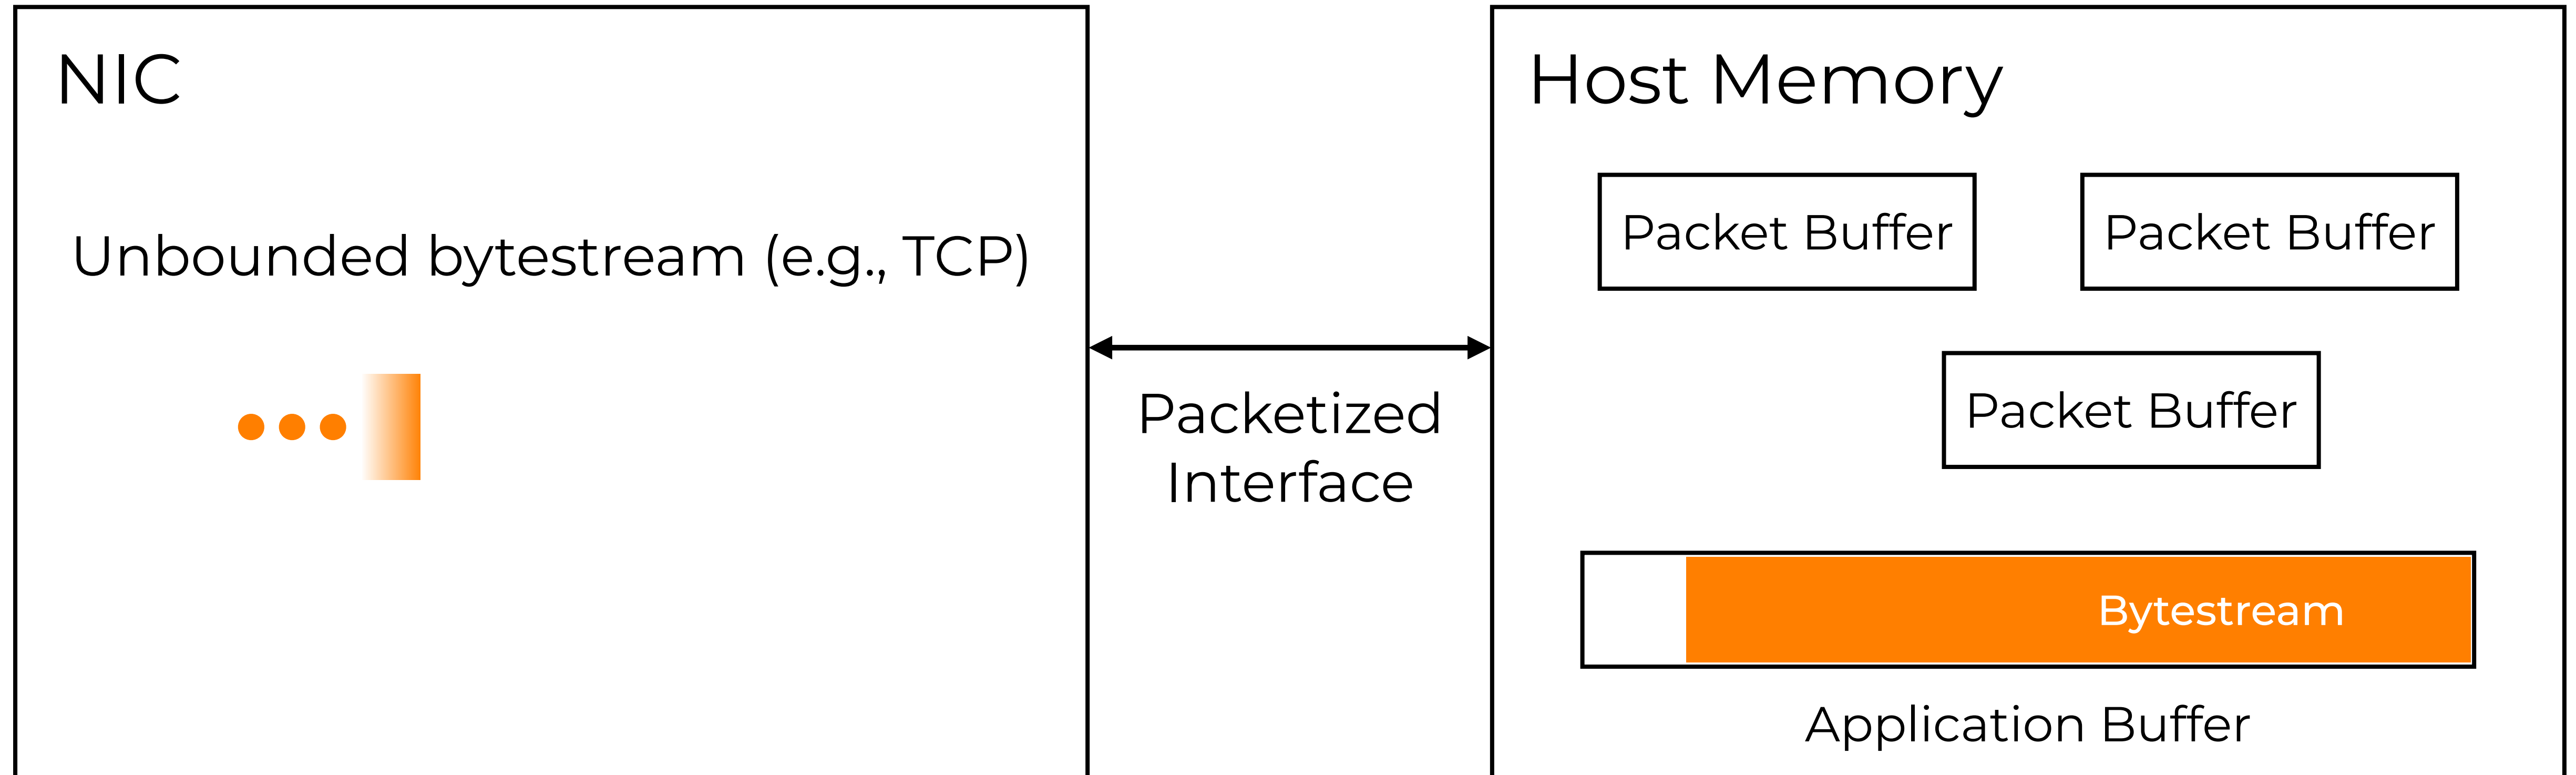 NIC
Unbounded bytestream (e.g., TCP)
Packetized
Interface
Host Memory
Packet Buffer
Packet Buffer
Packet Buffer
Bytestream
Application Buffer